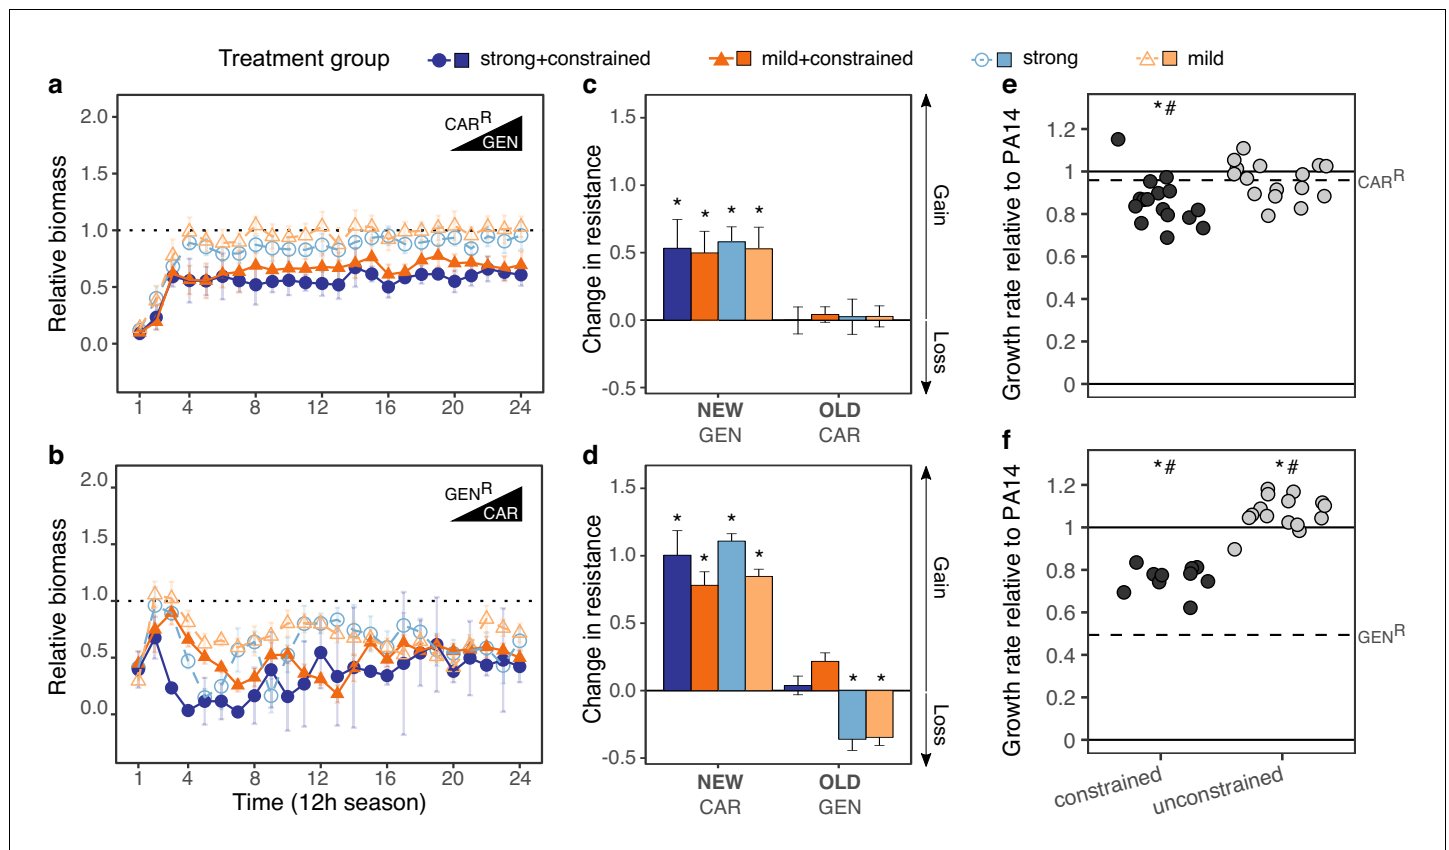 Treatment group strong+constrained mild+constrained strong mild
a
Relative biomass
2.0
1.5
1.0
0.5
0.0
CARR
GEN
1 4 8 12 16 20 24
c
Change in resistance
1.5
1.0
0.5
0.0
-0.5
* * * *
Gain
Loss
NEW OLD
GEN CAR
e
Growth rate relative to PA14
1.2
1
0.8
0.6
0.4
0.2
0
*#
CARR
b
Relative biomass
2.0
1.5
1.0
0.5
0.0
GENR
CAR
1 4 8 12 16 20 24
Time (12h season)
d
Change in resistance
1.5
1.0
0.5
0.0
-0.5
* * * *
* *
Gain
Loss
NEW OLD
CAR GEN
f
Growth rate relative to PA14
1.2
1
0.8
0.6
0.4
0.2
0
*# *#
GENR
constrained
unconstrained